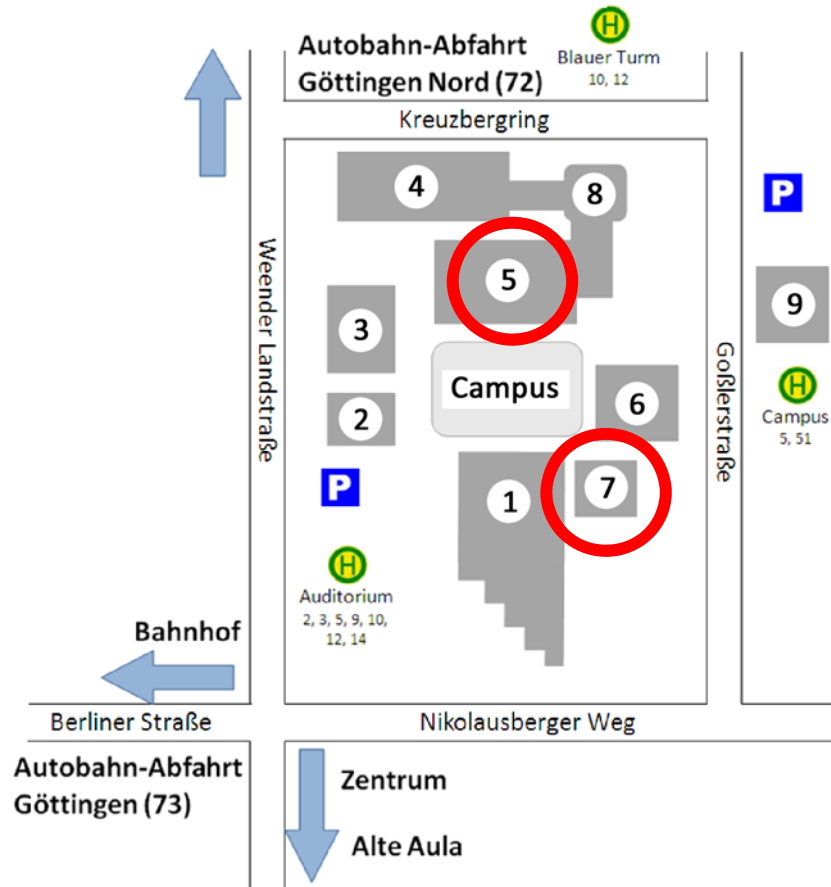 H
Autobahn-Abfahrt
Göttingen Nord (72)
Blauer Turm
10, 12
Kreuzbergring
4
8
P
Weender Landstraße
5
3
9
Goßlerstraße
Campus
H
2
6
Campus
5, 51
P
1
7
H
Auditorium
2, 3, 5, 9, 10,
12, 14
Bahnhof
Berliner Straße
Nikolausberger Weg
Autobahn-Abfahrt
Göttingen (73)
Zentrum
Alte Aula